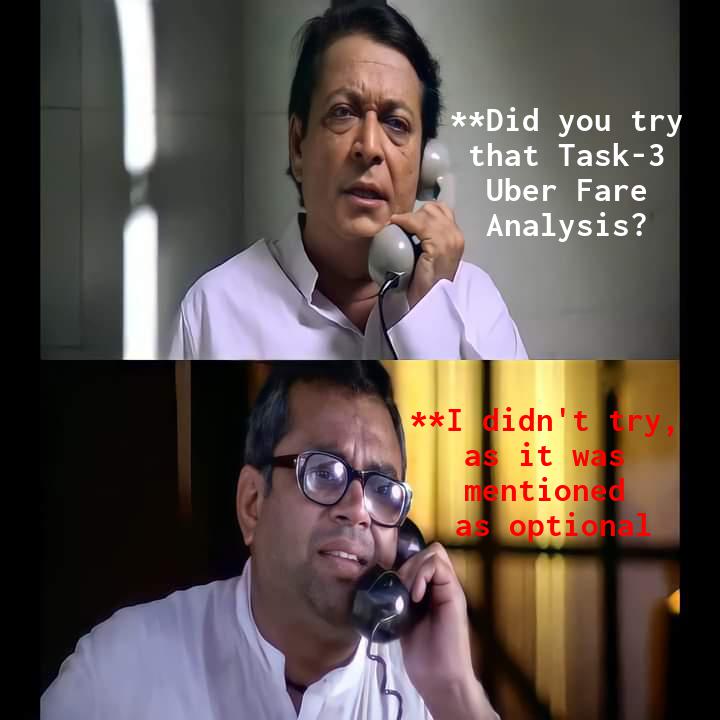 **Did you try
that Task-3
Uber Fare
Analysis?
**I didn't try,
as it was
mentioned
as optional